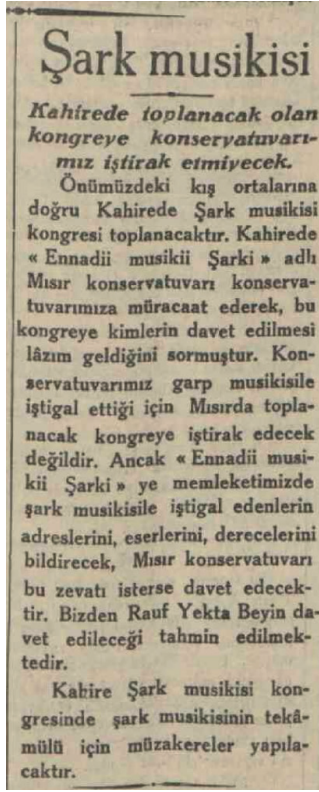 Şark musikisi
Kahirede toplanacak olan
kongreye konservatuvarı-
mız iştirak etmiyecek.
Önümüzdeki kış ortalarına
doğru Kahirede Şark musikisi
kongresi toplanacaktır. Kahirede
« Ennadii musikii Şarki » adlı
Mısır konservatuvarı konserva-
tuvarımıza müracaat ederek, bu
kongreye kimlerin davet edilmesi
lâzım geldiğini sormuştur. Kon-
servatuvarımız garp musikisile
iştigal ettiği için Mısırda topla-
nacak kongreye iştirak edecek
değildir. Ancak « Ennadii musi-
kii Şarki » ye memleketimizde
şark musikisile iştigal edenlerin
adreslerini, eserlerini, derecelerini
bildirecek, Mısır konservatuvarı
bu zevatı isterse davet edecek-
tir. Bizden Rauf Yekta Beyin da-
vet edileceği tahmin edilmek-
tedir.
Kahire Şark musikisi kon-
gresinde şark musikisinin tekâ-
mülü için müzakereler yapıla-
caktır.